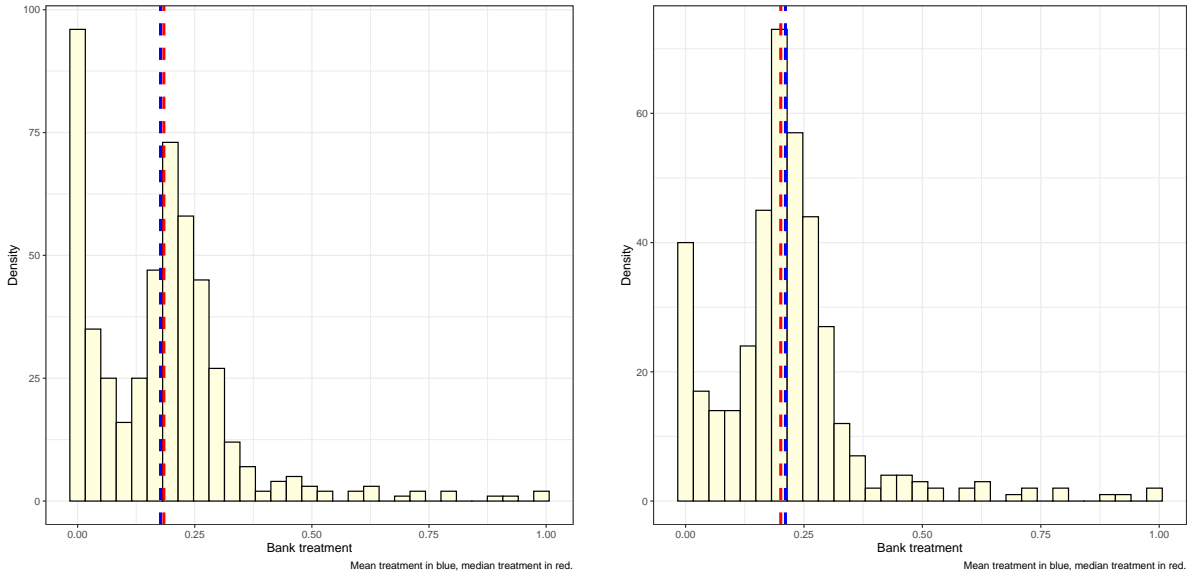 100
75
50
25
0
Density
0.00 0.25 0.50 0.75 1.00
Bank treatment
Mean treatment in blue, median treatment in red.
60
40
20
0
Density
0.00 0.25 0.50 0.75 1.00
Bank treatment
Mean treatment in blue, median treatment in red.